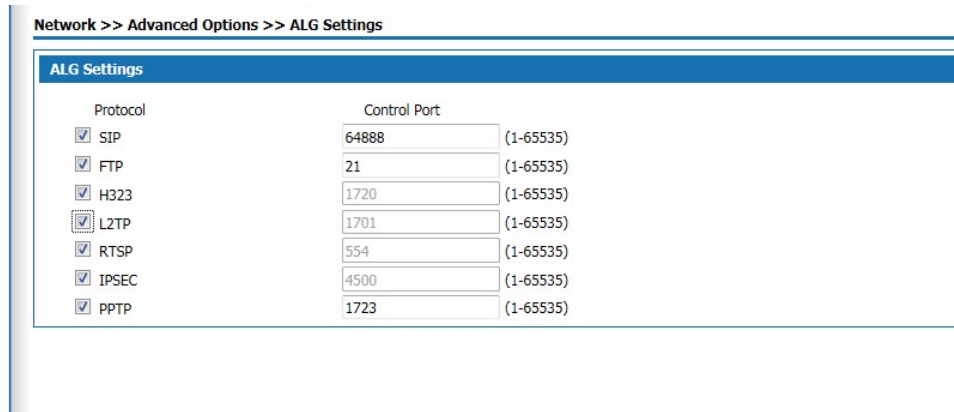 Network >> Advanced Options >> ALG Settings
ALG Settings
Protocol Control Port
SIP 64888 (1-65535)
FTP 21 (1-65535)
H323 1720 (1-65535)
L2TP 1701 (1-65535)
RTSP 554 (1-65535)
IPSEC 4500 (1-65535)
PPTP 1723 (1-65535)